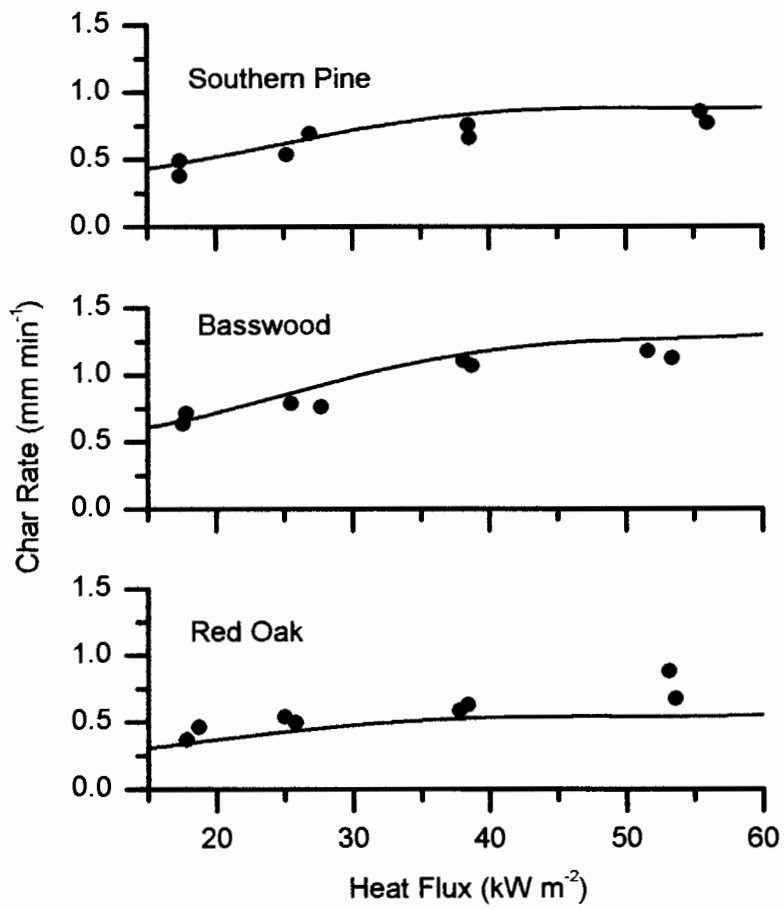 1.5
Southern Pine
1.0
0.5
0.0
1.5
Basswood
1.0
0.5
0.0
1.5
Red Oak
1.0
0.5
0.0
20 30 40 50 60
Heat Flux (kW m-2)
Char Rate (mm min-1)